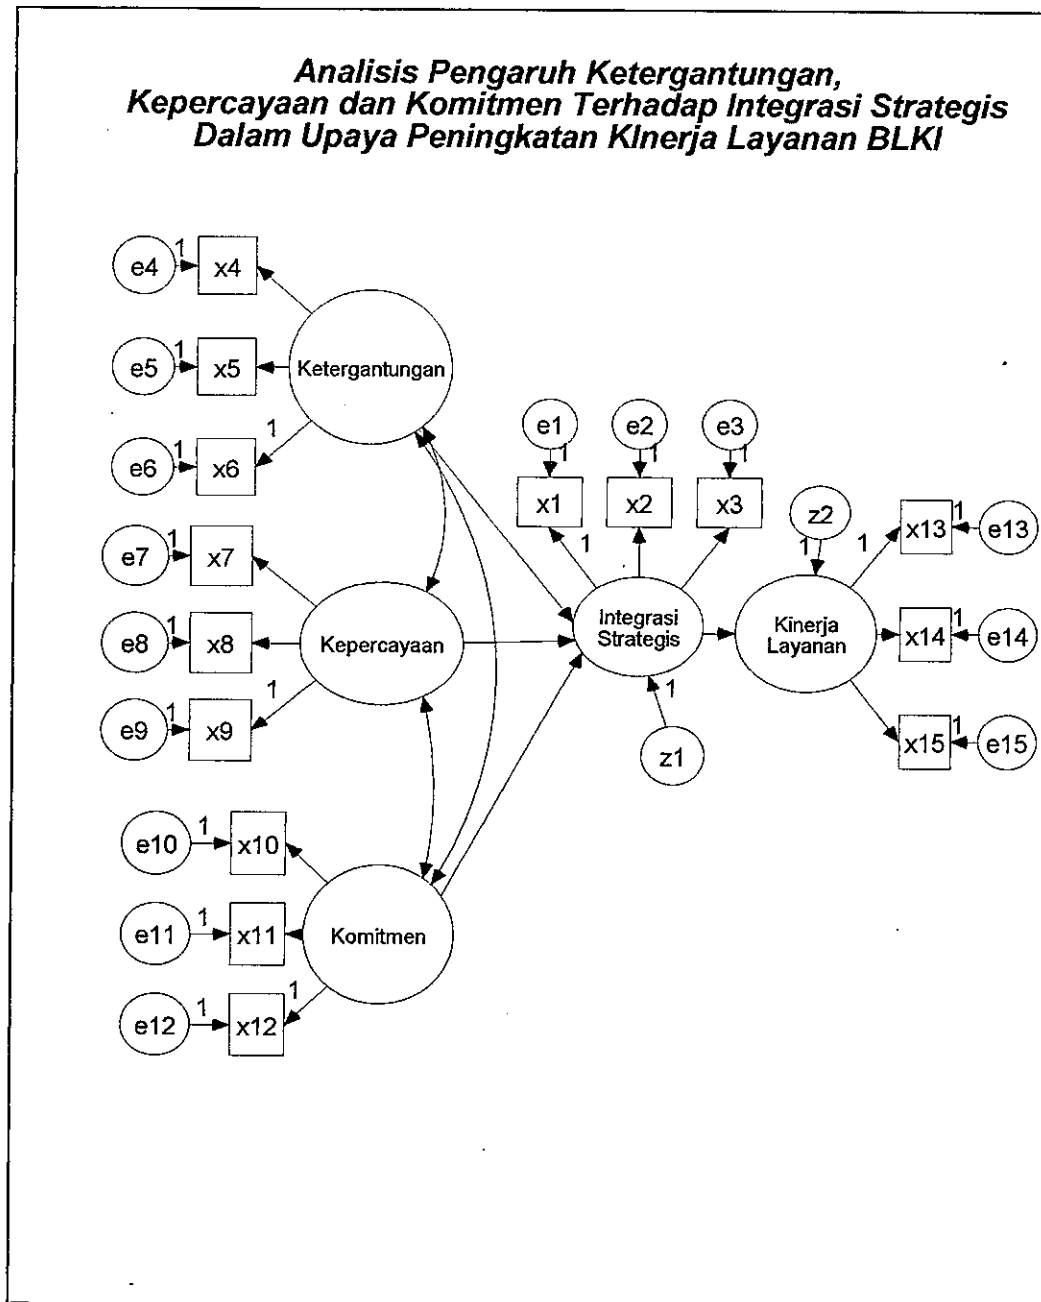 Analisis Pengaruh Ketergantungan,
Kepercayaan dan Komitmen Terhadap Integrasi Strategis
Dalam Upaya Peningkatan KInerja Layanan BLKI
e4 1 x4
e5 1 x5
Ketergantungan
e6 1 x6 1
e1 e2 e3
1 1 1
x1 x2 x3
1
z2
1
1 x13 1 e13
e7 1 x7
e8 1 x8
Kepercayaan
Integrasi
Strategis
Kinerja
Layanan
x14 1 e14
e9 1 x9 1
1
z1
x15 1 e15
e10 1 x10
e11 1 x11
Komitmen
e12 1 x12 1